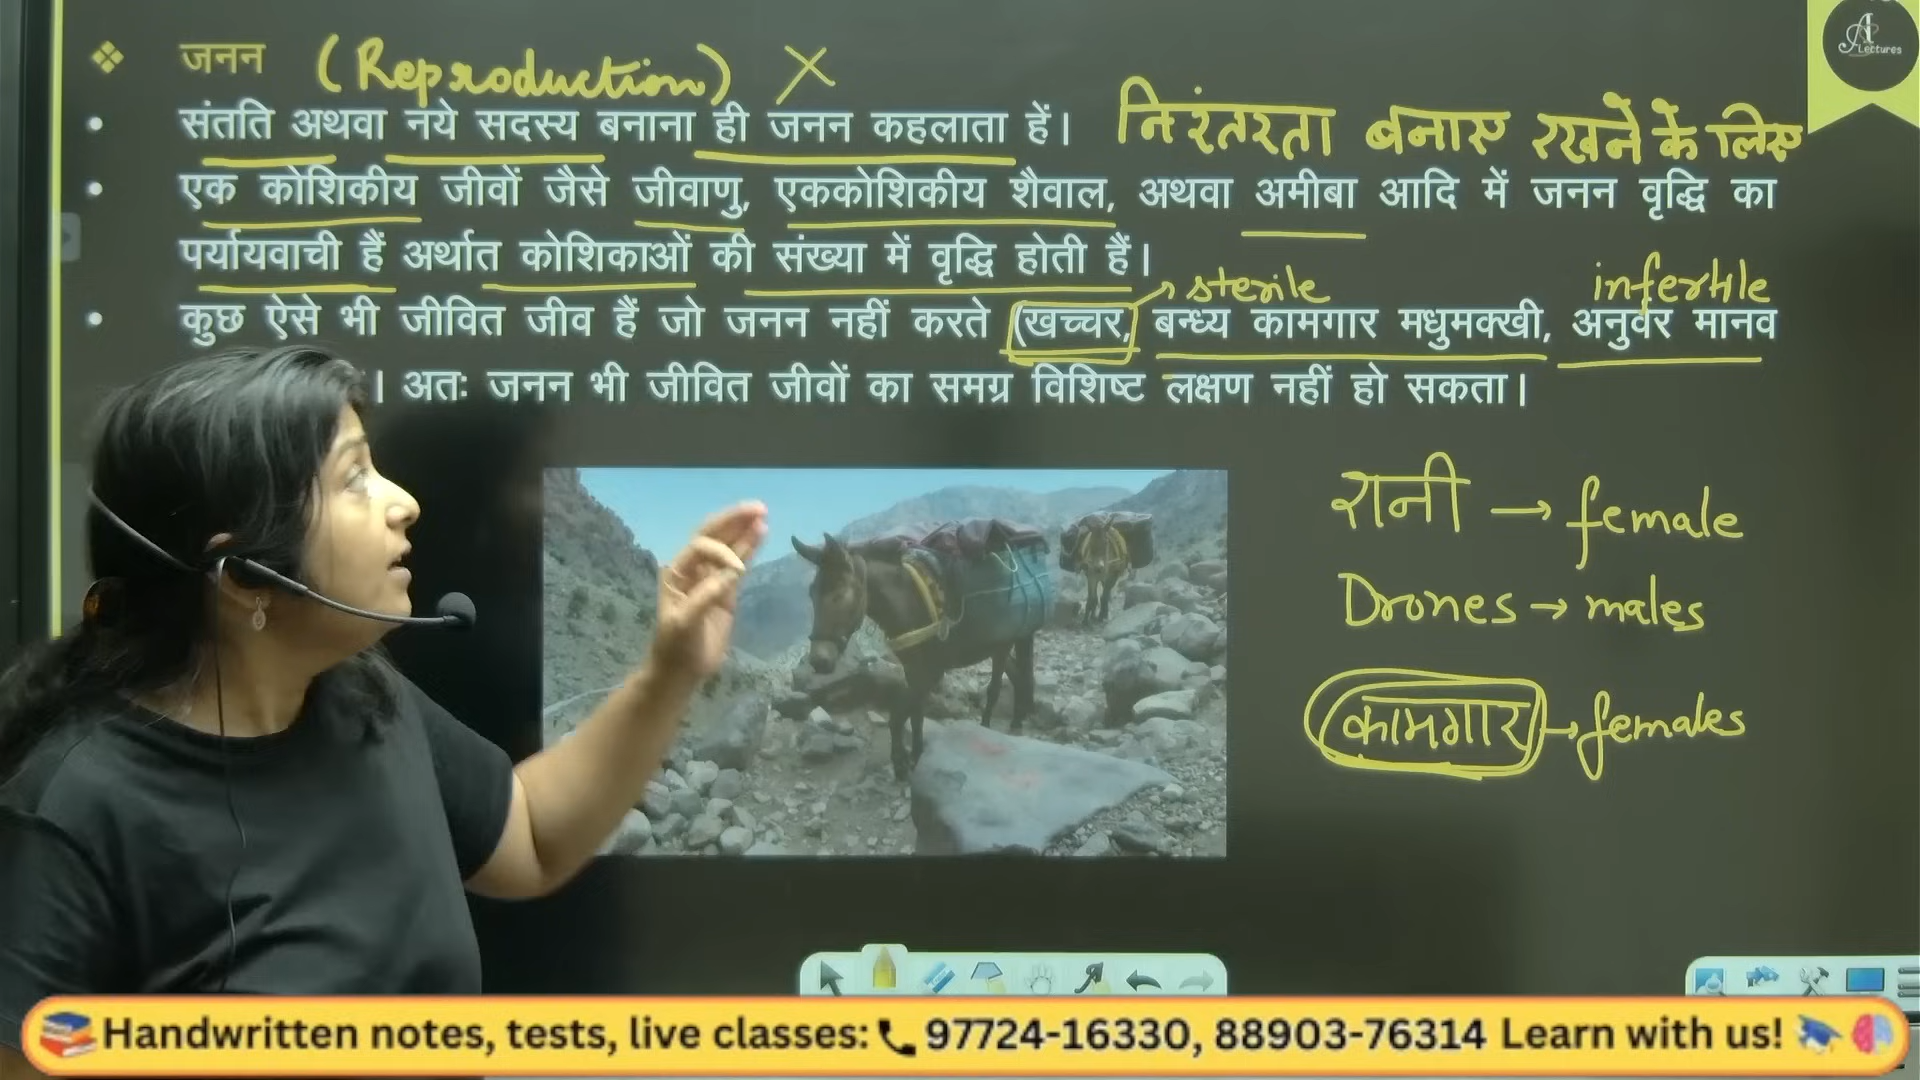 ❖ जनन (Reproduction) X
• संतति अथवा नये सदस्य बनाना ही जनन कहलाता हें। निरंतरता बनाए रखने के लिए
• एक कोशिकीय जीवों जैसे जीवाणु, एककोशिकीय शैवाल, अथवा अमीबा आदि में जनन वृद्धि का
पर्यायवाची हैं अर्थात कोशिकाओं की संख्या में वृद्धि होती हैं।
sterile infertile
• कुछ ऐसे भी जीवित जीव हैं जो जनन नहीं करते (खच्चर, बन्ध्य कामगार मधुमक्खी, अनुर्वर मानव
। अतः जनन भी जीवित जीवों का समग्र विशिष्ट लक्षण नहीं हो सकता।
रानी → female
Drones → males
कामगार → females
A Lectures
Handwritten notes, tests, live classes: 97724-16330, 88903-76314 Learn with us!